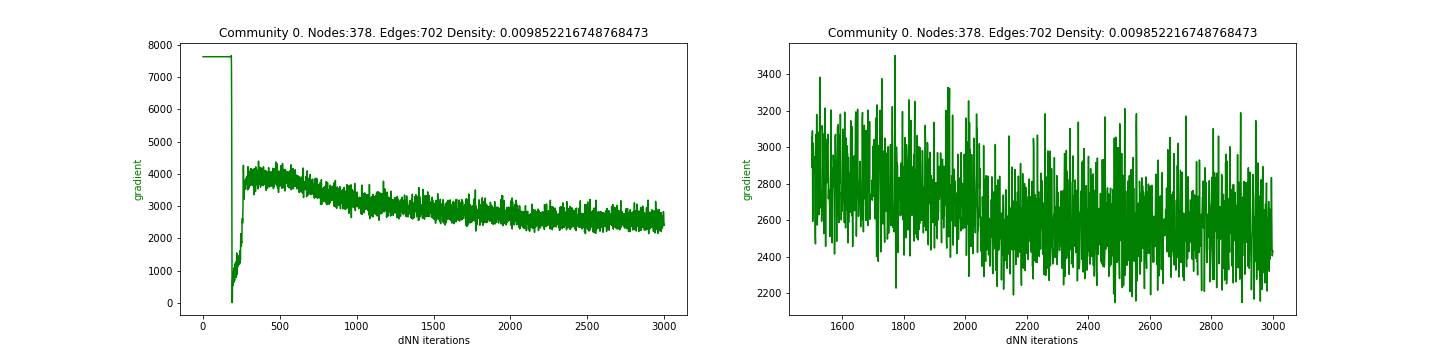 Community 0. Nodes:378. Edges:702 Density: 0.009852216748768473
8000
7000
6000
5000
4000
3000
2000
1000
0
gradient
0 500 1000 1500 2000 2500 3000
dNN iterations
Community 0. Nodes:378. Edges:702 Density: 0.009852216748768473
3400
3200
3000
2800
2600
2400
2200
gradient
1600 1800 2000 2200 2400 2600 2800 3000
dNN iterations